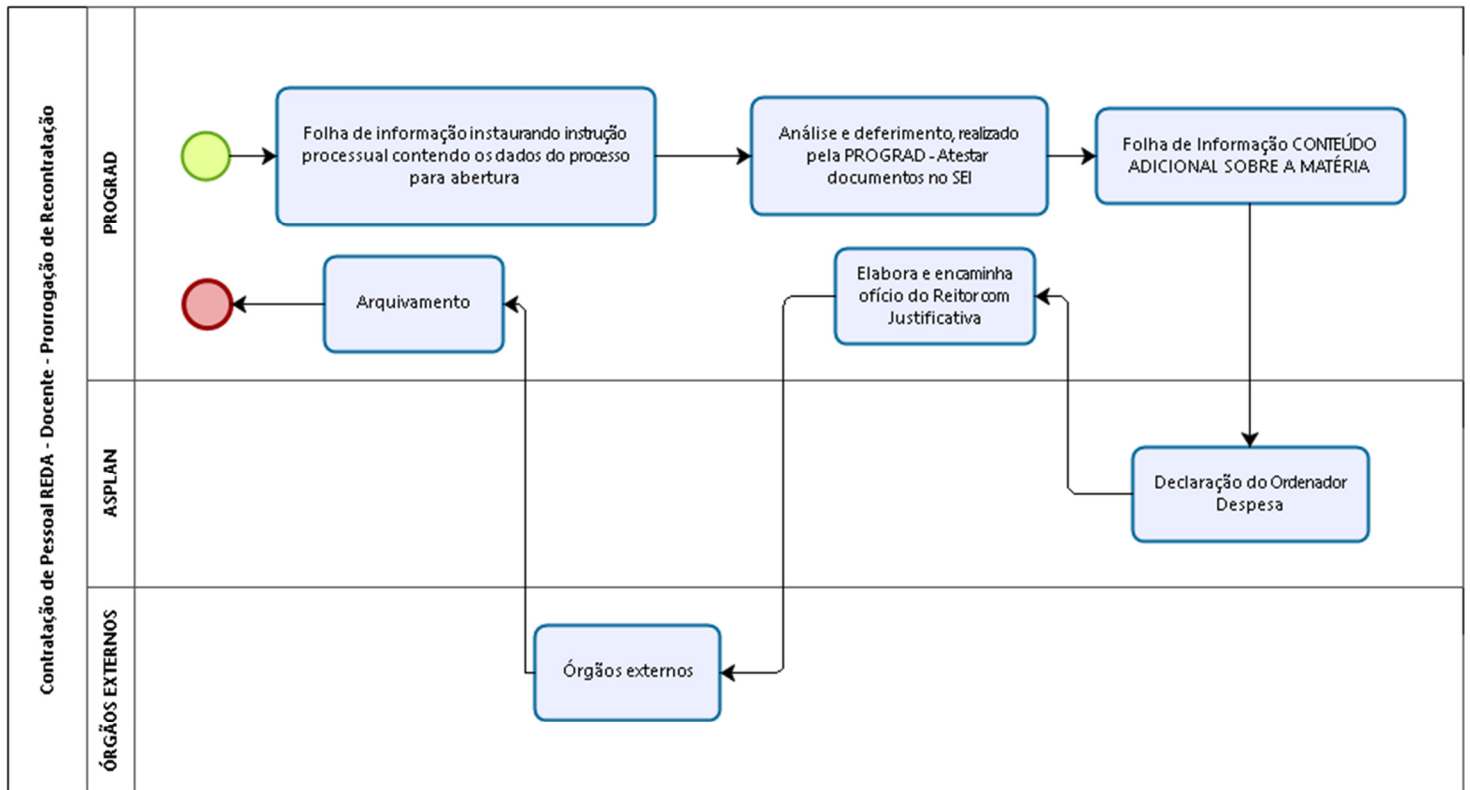 Contratação de Pessoal REDA - Docente - Prorrogação de Recontratação
PROGRAD
Folha de informação instaurando instrução
processual contendo os dados do processo
para abertura
Análise e deferimento, realizado
pela PROGRAD - Atestar
documentos no SEI
Folha de Informação CONTEÚDO
ADICIONAL SOBRE A MATÉRIA
Arquivamento
Elabora e encaminha
ofício do Reitor com
Justificativa
ASPLAN
Declaração do Ordenador
Despesa
ÓRGÃOS EXTERNOS
Órgãos externos